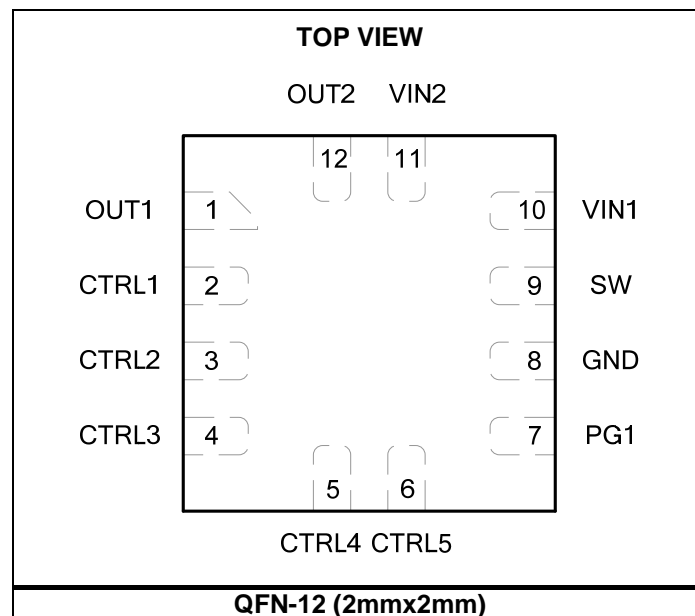 TOP VIEW
OUT2 VIN2
12 11
OUT1 1 10 VIN1
CTRL1 2 9 SW
CTRL2 3 8 GND
CTRL3 4 7 PG1
5 6
CTRL4 CTRL5
QFN-12 (2mmx2mm)